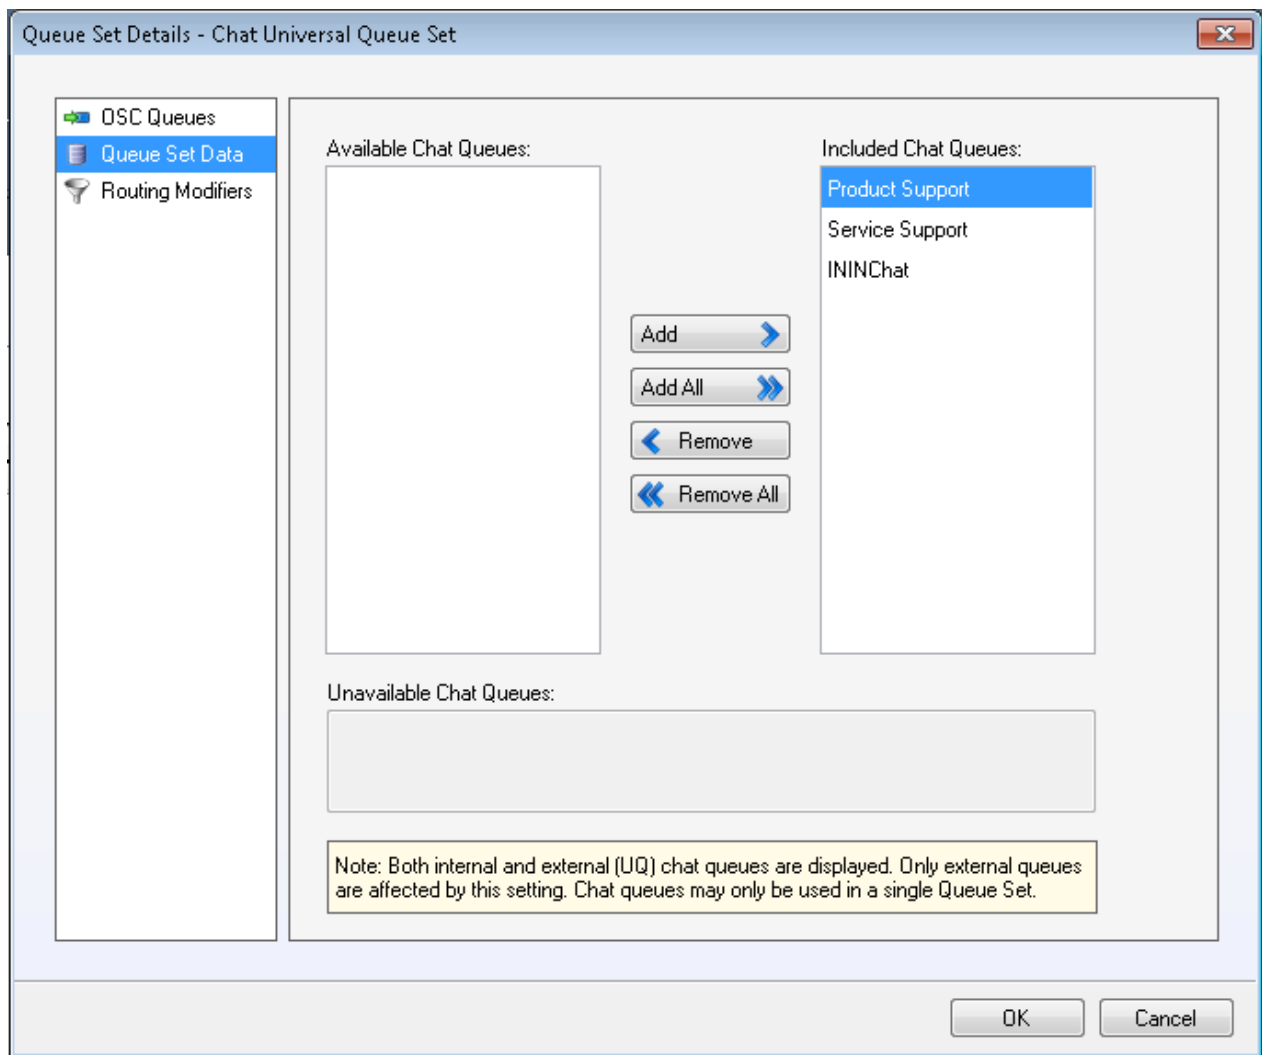 Queue Set Details - Chat Universal Queue Set
OSC Queues
Queue Set Data
Routing Modifiers
Available Chat Queues:
Included Chat Queues:
Product Support
Service Support
ININChat
Add
Add All
Remove
Remove All
Unavailable Chat Queues:
Note: Both internal and external (UQ) chat queues are displayed. Only external queues
are affected by this setting. Chat queues may only be used in a single Queue Set.
OK
Cancel